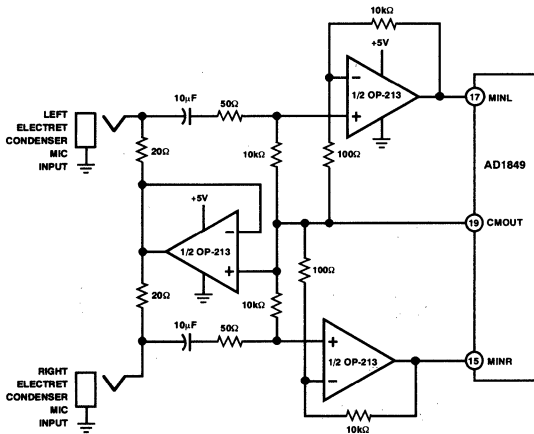 10kΩ
+5V
1/2 OP-213
17
MINL
LEFT
ELECTRET
CONDENSER
MIC
INPUT
10μF
50Ω
20Ω
10kΩ
100Ω
AD1849
+5V
1/2 OP-213
19
CMOUT
20Ω
10kΩ
100Ω
10μF
50Ω
1/2 OP-213
15
MINR
RIGHT
ELECTRET
CONDENSER
MIC
INPUT
10kΩ